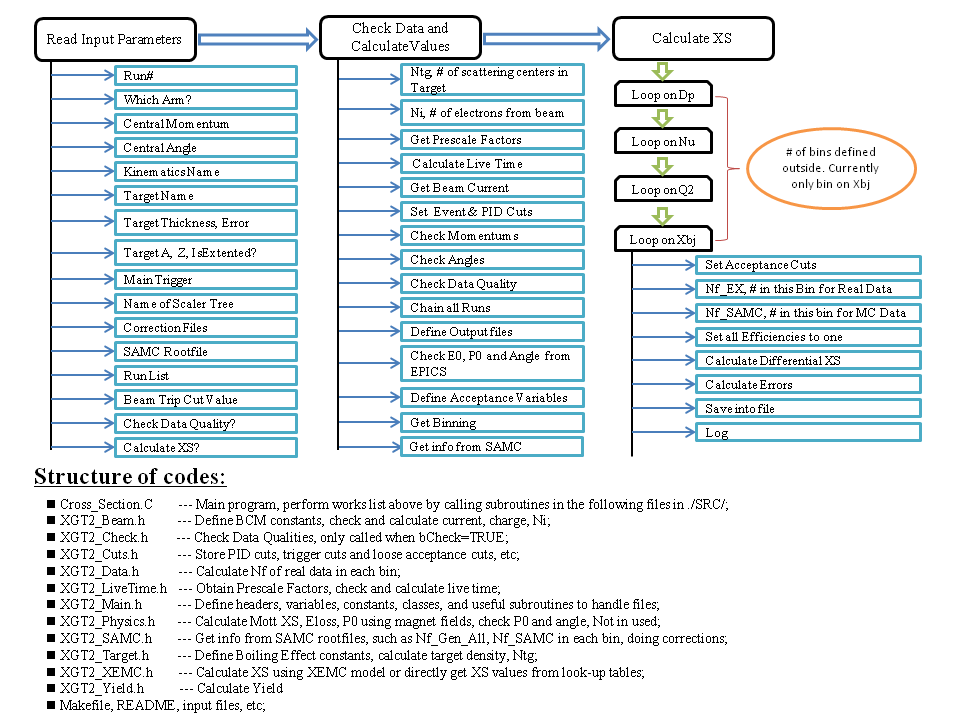 Read Input Parameters
Run#
Which Arm?
Central Momentum
Central Angle
Kinematics Name
Target Name
Target Thickness, Error
Target A, Z, IsExtented?
Main Trigger
Name of Scaler Tree
Correction Files
SAMC Rootfile
Run List
Beam Trip Cut Value
Check Data Quality?
Calculate XS?
Check Data and
Calculate Values
Ntg, # of scattering centers in
Target
Ni, # of electrons from beam
Get Prescale Factors
Calculate Live Time
Get Beam Current
Set Event & PID Cuts
Check Momentums
Check Angles
Check Data Quality
Chain all Runs
Define Output files
Check E0, P0 and Angle from
EPICS
Define Acceptance Variables
Get Binning
Get info from SAMC
Calculate XS
Loop on Dp
Loop on Nu
Loop on Q2
Loop on Xbj
# of bins defined
outside. Currently
only bin on Xbj
Set Acceptance Cuts
Nf_EX, # in this Bin for Real Data
Nf_SAMC, # in this bin for MC Data
Set all Efficiencies to one
Calculate Differential XS
Calculate Errors
Save into file
Log
Structure of codes:
■ Cross_Section.C --- Main program, perform works list above by calling subroutines in the following files in ./SRC/;
■ XGT2_Beam.h --- Define BCM constants, check and calculate current, charge, Ni;
■ XGT2_Check.h --- Check Data Qualities, only called when bCheck=TRUE;
■ XGT2_Cuts.h --- Store PID cuts, trigger cuts and loose acceptance cuts, etc;
■ XGT2_Data.h --- Calculate Nf of real data in each bin;
■ XGT2_LiveTime.h --- Obtain Prescale Factors, check and calculate live time;
■ XGT2_Main.h --- Define headers, variables, constants, classes, and useful subroutines to handle files;
■ XGT2_Physics.h --- Calculate Mott XS, Eloss, P0 using magnet fields, check P0 and angle, Not in used;
■ XGT2_SAMC.h --- Get info from SAMC rootfiles, such as Nf_Gen_All, Nf_SAMC in each bin, doing corrections;
■ XGT2_Target.h --- Define Boiling Effect constants, calculate target density, Ntg;
■ XGT2_XEMC.h --- Calculate XS using XEMC model or directly get XS values from look-up tables;
■ XGT2_Yield.h --- Calculate Yield
■ Makefile, README, input files, etc;